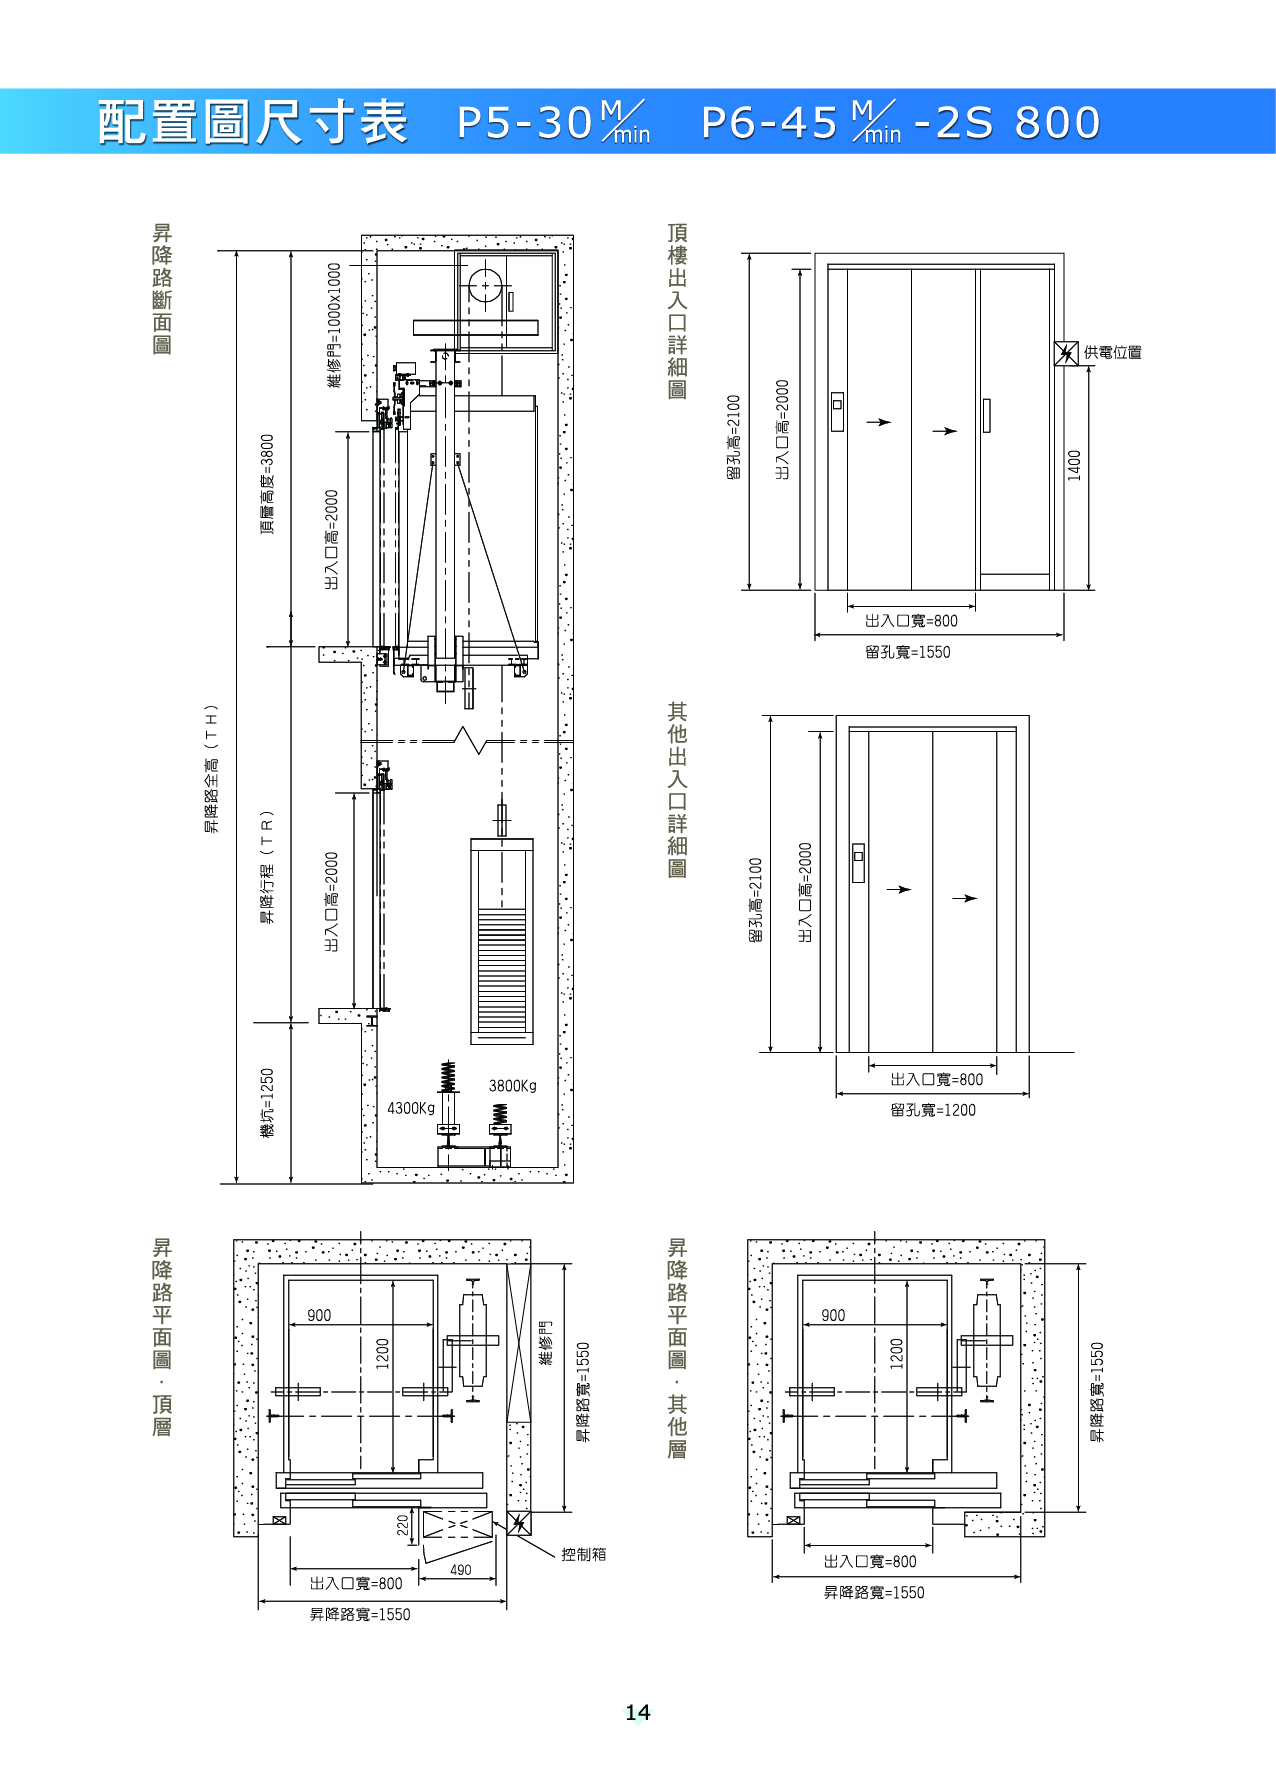 配置圖尺寸表 P5-30M/min P6-45M/min-2S 800
昇降路斷面圖
昇降路全高（TH）
頂層高度=3800
昇降行程（TR）
機坑=1250
維修門=1000x1000
出入口高=2000
出入口高=2000
4300Kg
3800Kg
頂樓出入口詳細圖
留孔高=2100
出入口高=2000
供電位置
1400
出入口寬=800
留孔寬=1550
其他出入口詳細圖
留孔高=2100
出入口高=2000
出入口寬=800
留孔寬=1200
昇降路平面圖·頂層
900
1200
維修門
昇降路寬=1550
220
490
控制箱
出入口寬=800
昇降路寬=1550
昇降路平面圖·其他層
900
1200
昇降路寬=1550
出入口寬=800
昇降路寬=1550
14